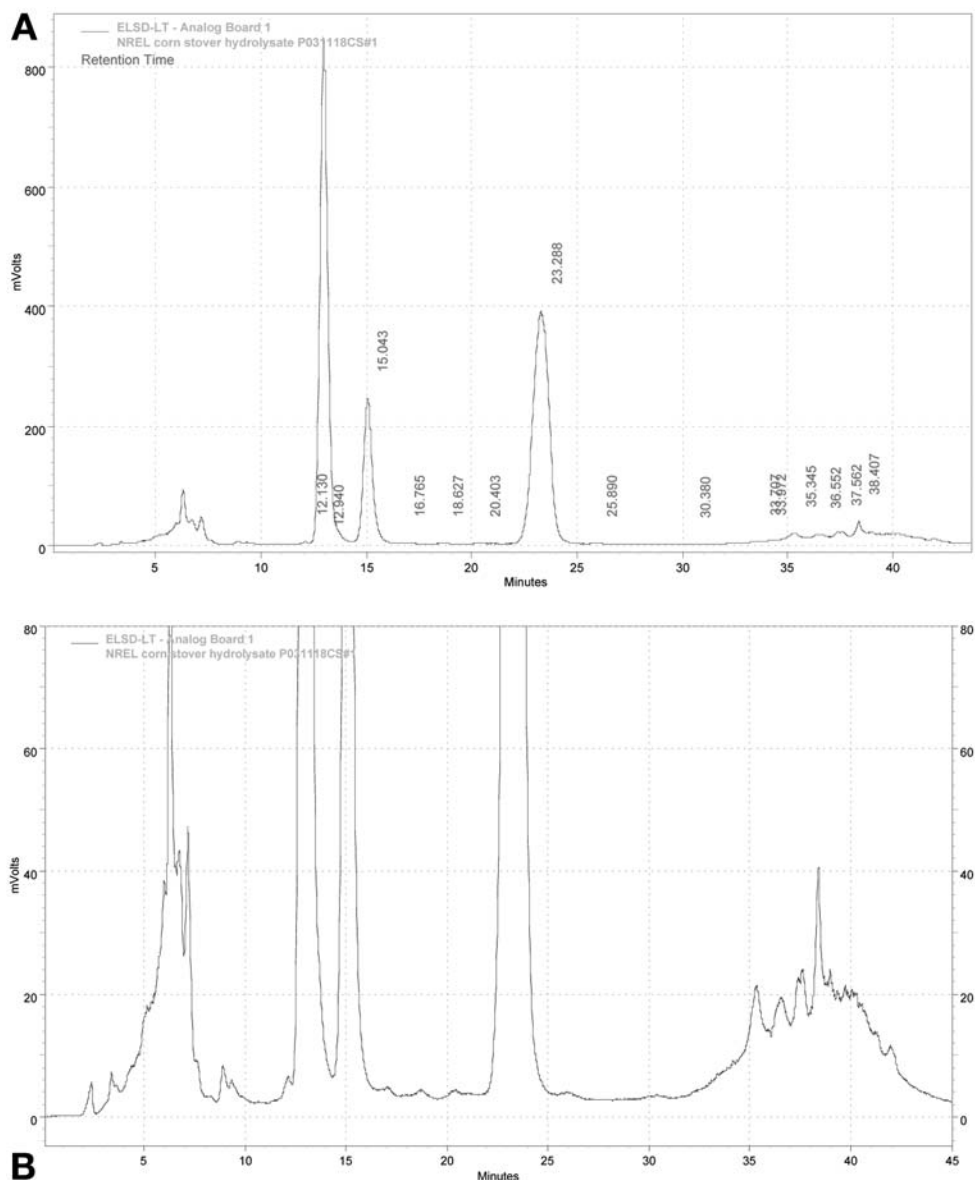 A
ELSD-LT - Analog Board 1
NREL corn stover hydrolysate P031118CS#1
Retention Time
mVolts
800
600
400
200
0
12.130
12.940
15.043
16.765
18.627
20.403
23.288
25.890
30.380
33.707
33.972
35.345
36.552
37.562
38.407
5 10 15 20 25 30 35 40
Minutes
ELSD-LT - Analog Board 1
NREL corn stover hydrolysate P031118CS#1
mVolts
80 80
60 60
40 40
20 20
0 0
5 10 15 20 25 30 35 40 45
Minutes
B